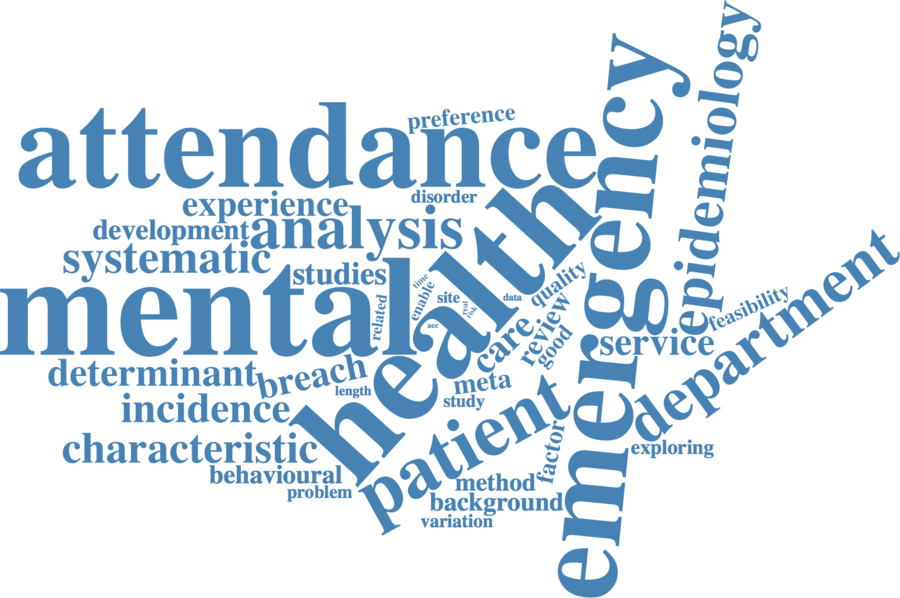 epidemiology
emergency
attendance
preference
disorder
experience
development
analysis
systematic
studies
health
mental
time
enable
site
real
risk
data
quality
related
acc
review
care
good
service
feasibility
department
determinant
breach
length
meta
study
incidence
patient
characteristic
factor
exploring
behavioural
problem
method
background
variation